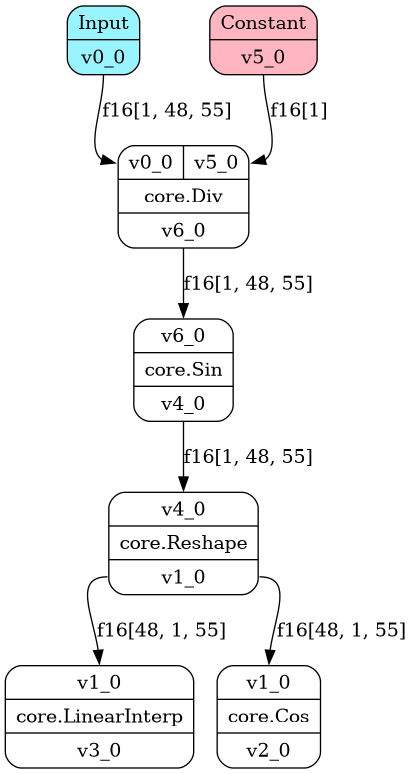 Input
v0_0
Constant
v5_0
f16[1, 48, 55]
f16[1]
v0_0
v5_0
core.Div
v6_0
f16[1, 48, 55]
v6_0
core.Sin
v4_0
f16[1, 48, 55]
v4_0
core.Reshape
v1_0
f16[48, 1, 55]
f16[48, 1, 55]
v1_0
core.LinearInterp
v3_0
v1_0
core.Cos
v2_0